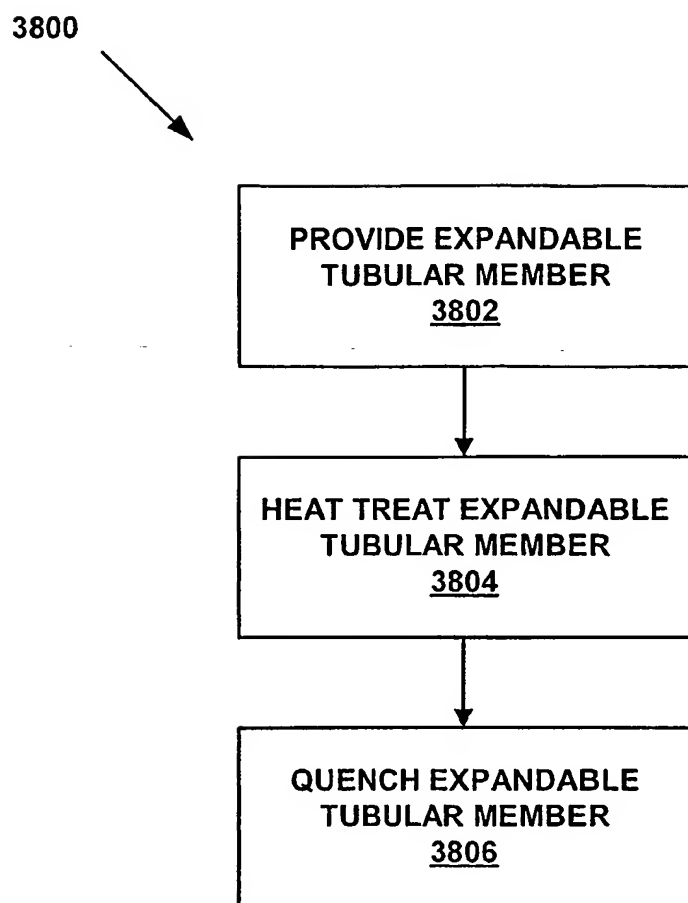 3800
PROVIDE EXPANDABLE
TUBULAR MEMBER
3802
HEAT TREAT EXPANDABLE
TUBULAR MEMBER
3804
QUENCH EXPANDABLE
TUBULAR MEMBER
3806